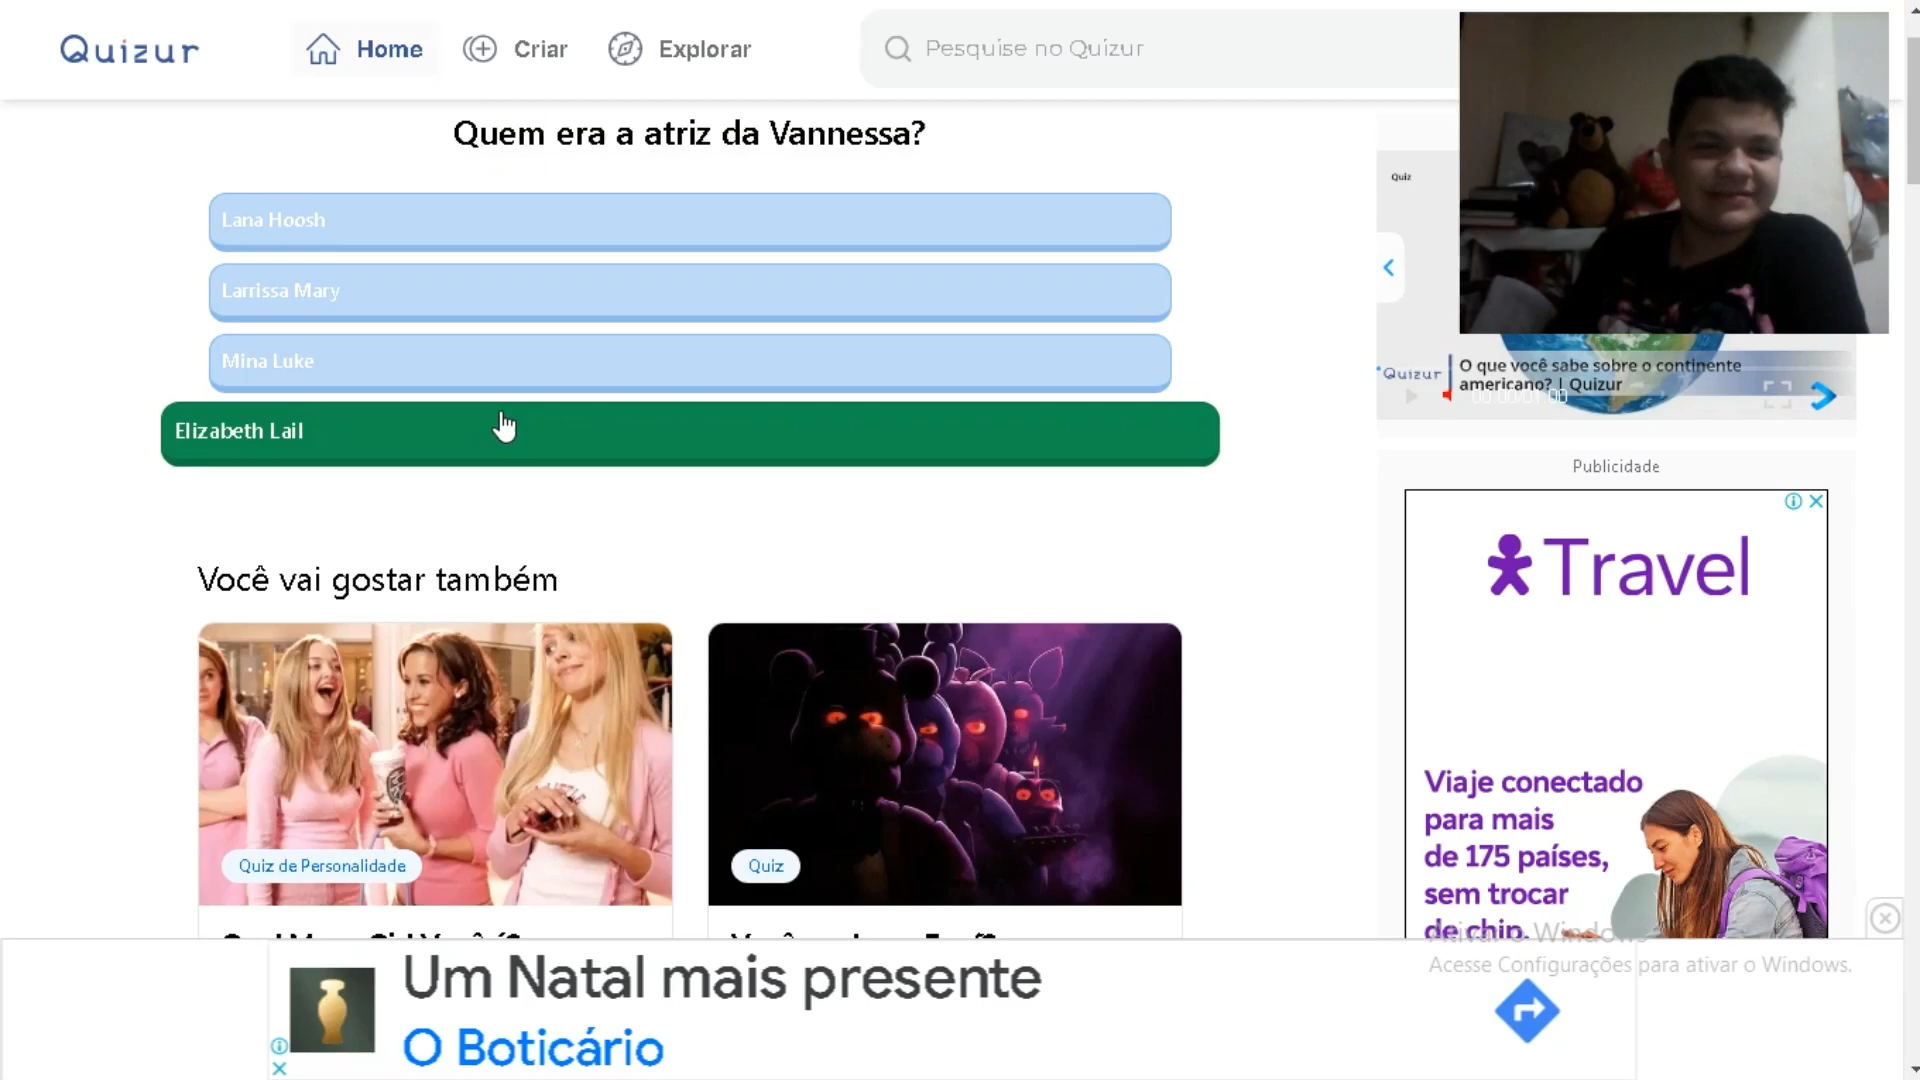 Quizur
Home
Criar
Explorar
Pesquise no Quizur
Quem era a atriz da Vannessa?
Lana Hoosh
Larrissa Mary
Mina Luke
Elizabeth Lail
Quiz
Quizur
O que você sabe sobre o continente
americano? | Quizur
Publicidade
Travel
Viaje conectado
para mais
de 175 países,
sem trocar
de chip.
Você vai gostar também
Quiz de Personalidade
Quiz
Ativar o Windows
Acesse Configurações para ativar o Windows.
Um Natal mais presente
O Boticário